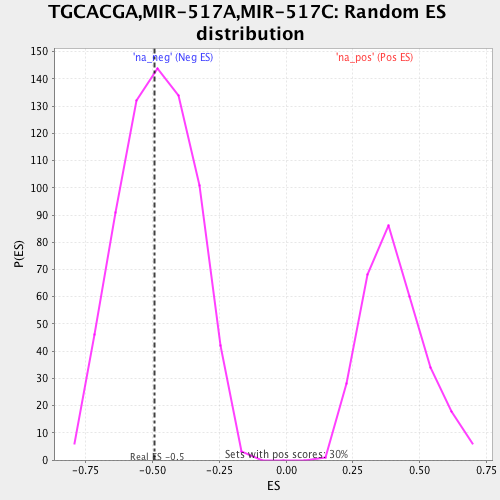 TGCACGA,MIR-517A,MIR-517C: Random ES
distribution
'na_neg' (Neg ES)
'na_pos' (Pos ES)
150
140
130
120
110
100
90
80
70
60
50
40
30
20
10
0
P(ES)
Real ES -0.5
Sets with pos scores: 30%
-0.75
-0.50
-0.25
0.00
0.25
0.50
0.75
ES